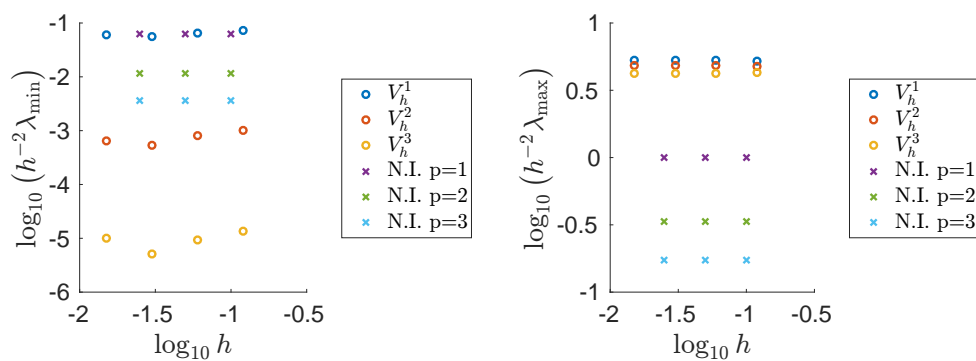 -1
-2
-3
-4
-5
-6
-2
-1.5
-1
-0.5
log₁₀ h
log₁₀ (h⁻² λ_min)
V_h^1
V_h^2
V_h^3
N.I. p=1
N.I. p=2
N.I. p=3
1
0.5
0
-0.5
-1
-2
-1.5
-1
-0.5
log₁₀ h
log₁₀ (h⁻² λ_max)
V_h^1
V_h^2
V_h^3
N.I. p=1
N.I. p=2
N.I. p=3